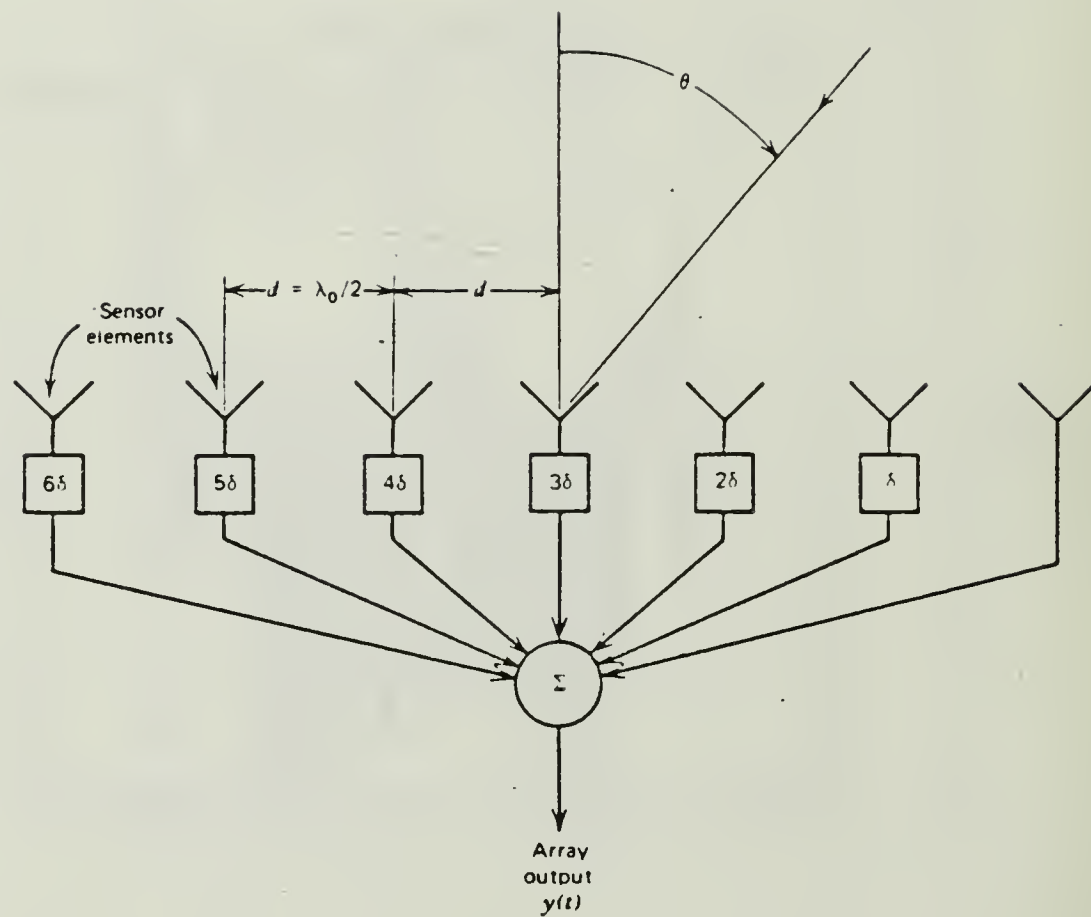 θ
d = λ₀/2
d
Sensor
elements
6δ
5δ
4δ
3δ
2δ
δ
Σ
Array
output
y(t)